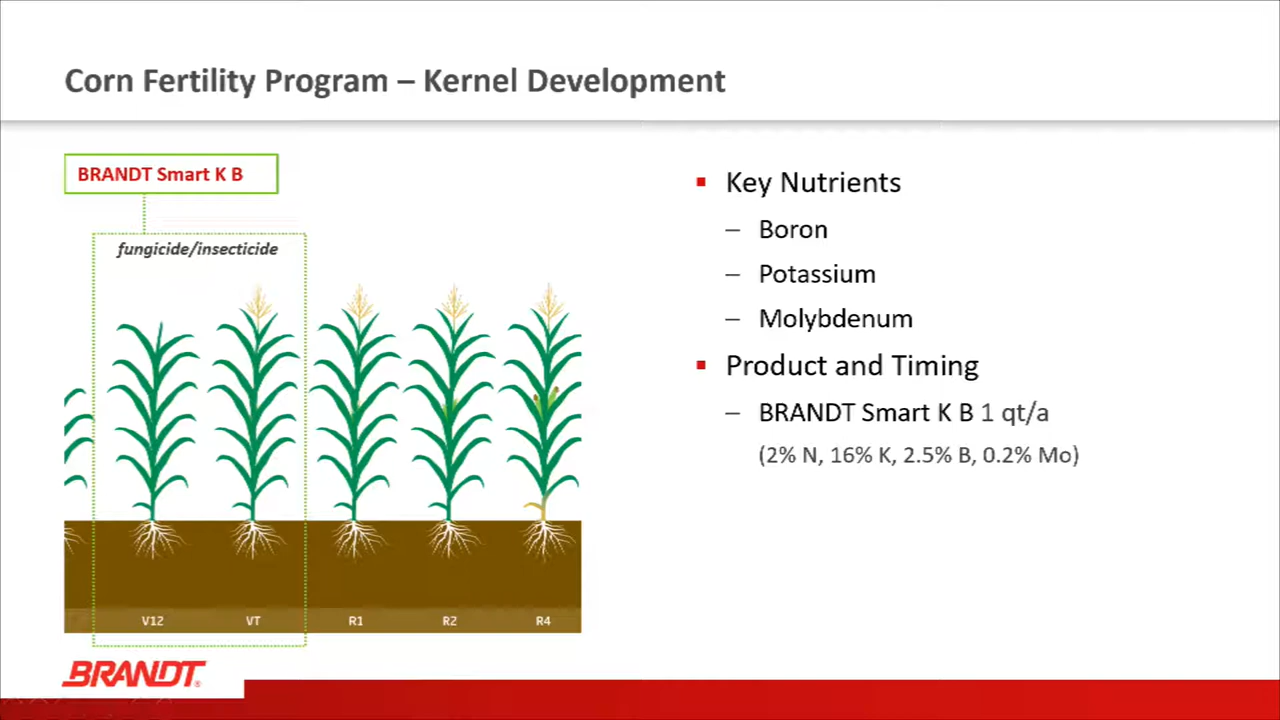 Corn Fertility Program – Kernel Development
BRANDT Smart K B
fungicide/insecticide
V12
VT
R1
R2
R4
Key Nutrients
– Boron
– Potassium
– Molybdenum
Product and Timing
– BRANDT Smart K B 1 qt/a
(2% N, 16% K, 2.5% B, 0.2% Mo)
BRANDT®